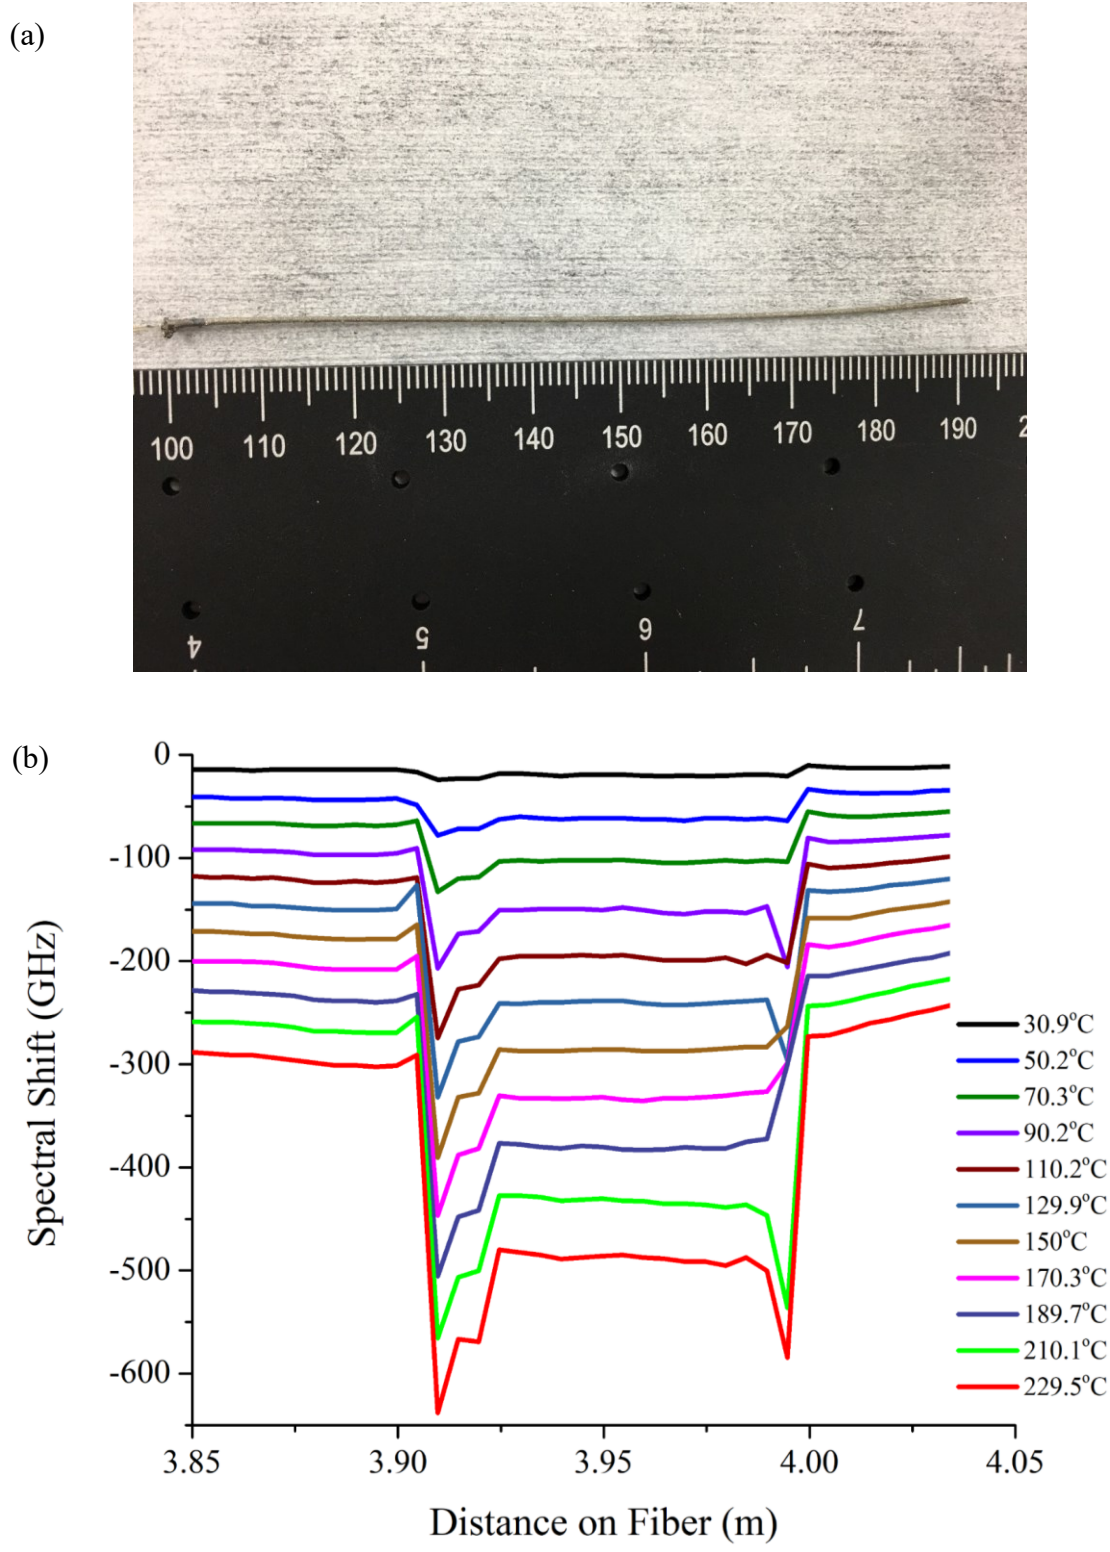 (a)
100 110 120 130 140 150 160 170 180 190 2
4 5 6 7
(b)
0
-100
-200
-300
-400
-500
-600
Spectral Shift (GHz)
30.9°C
50.2°C
70.3°C
90.2°C
110.2°C
129.9°C
150°C
170.3°C
189.7°C
210.1°C
229.5°C
3.85 3.90 3.95 4.00 4.05
Distance on Fiber (m)